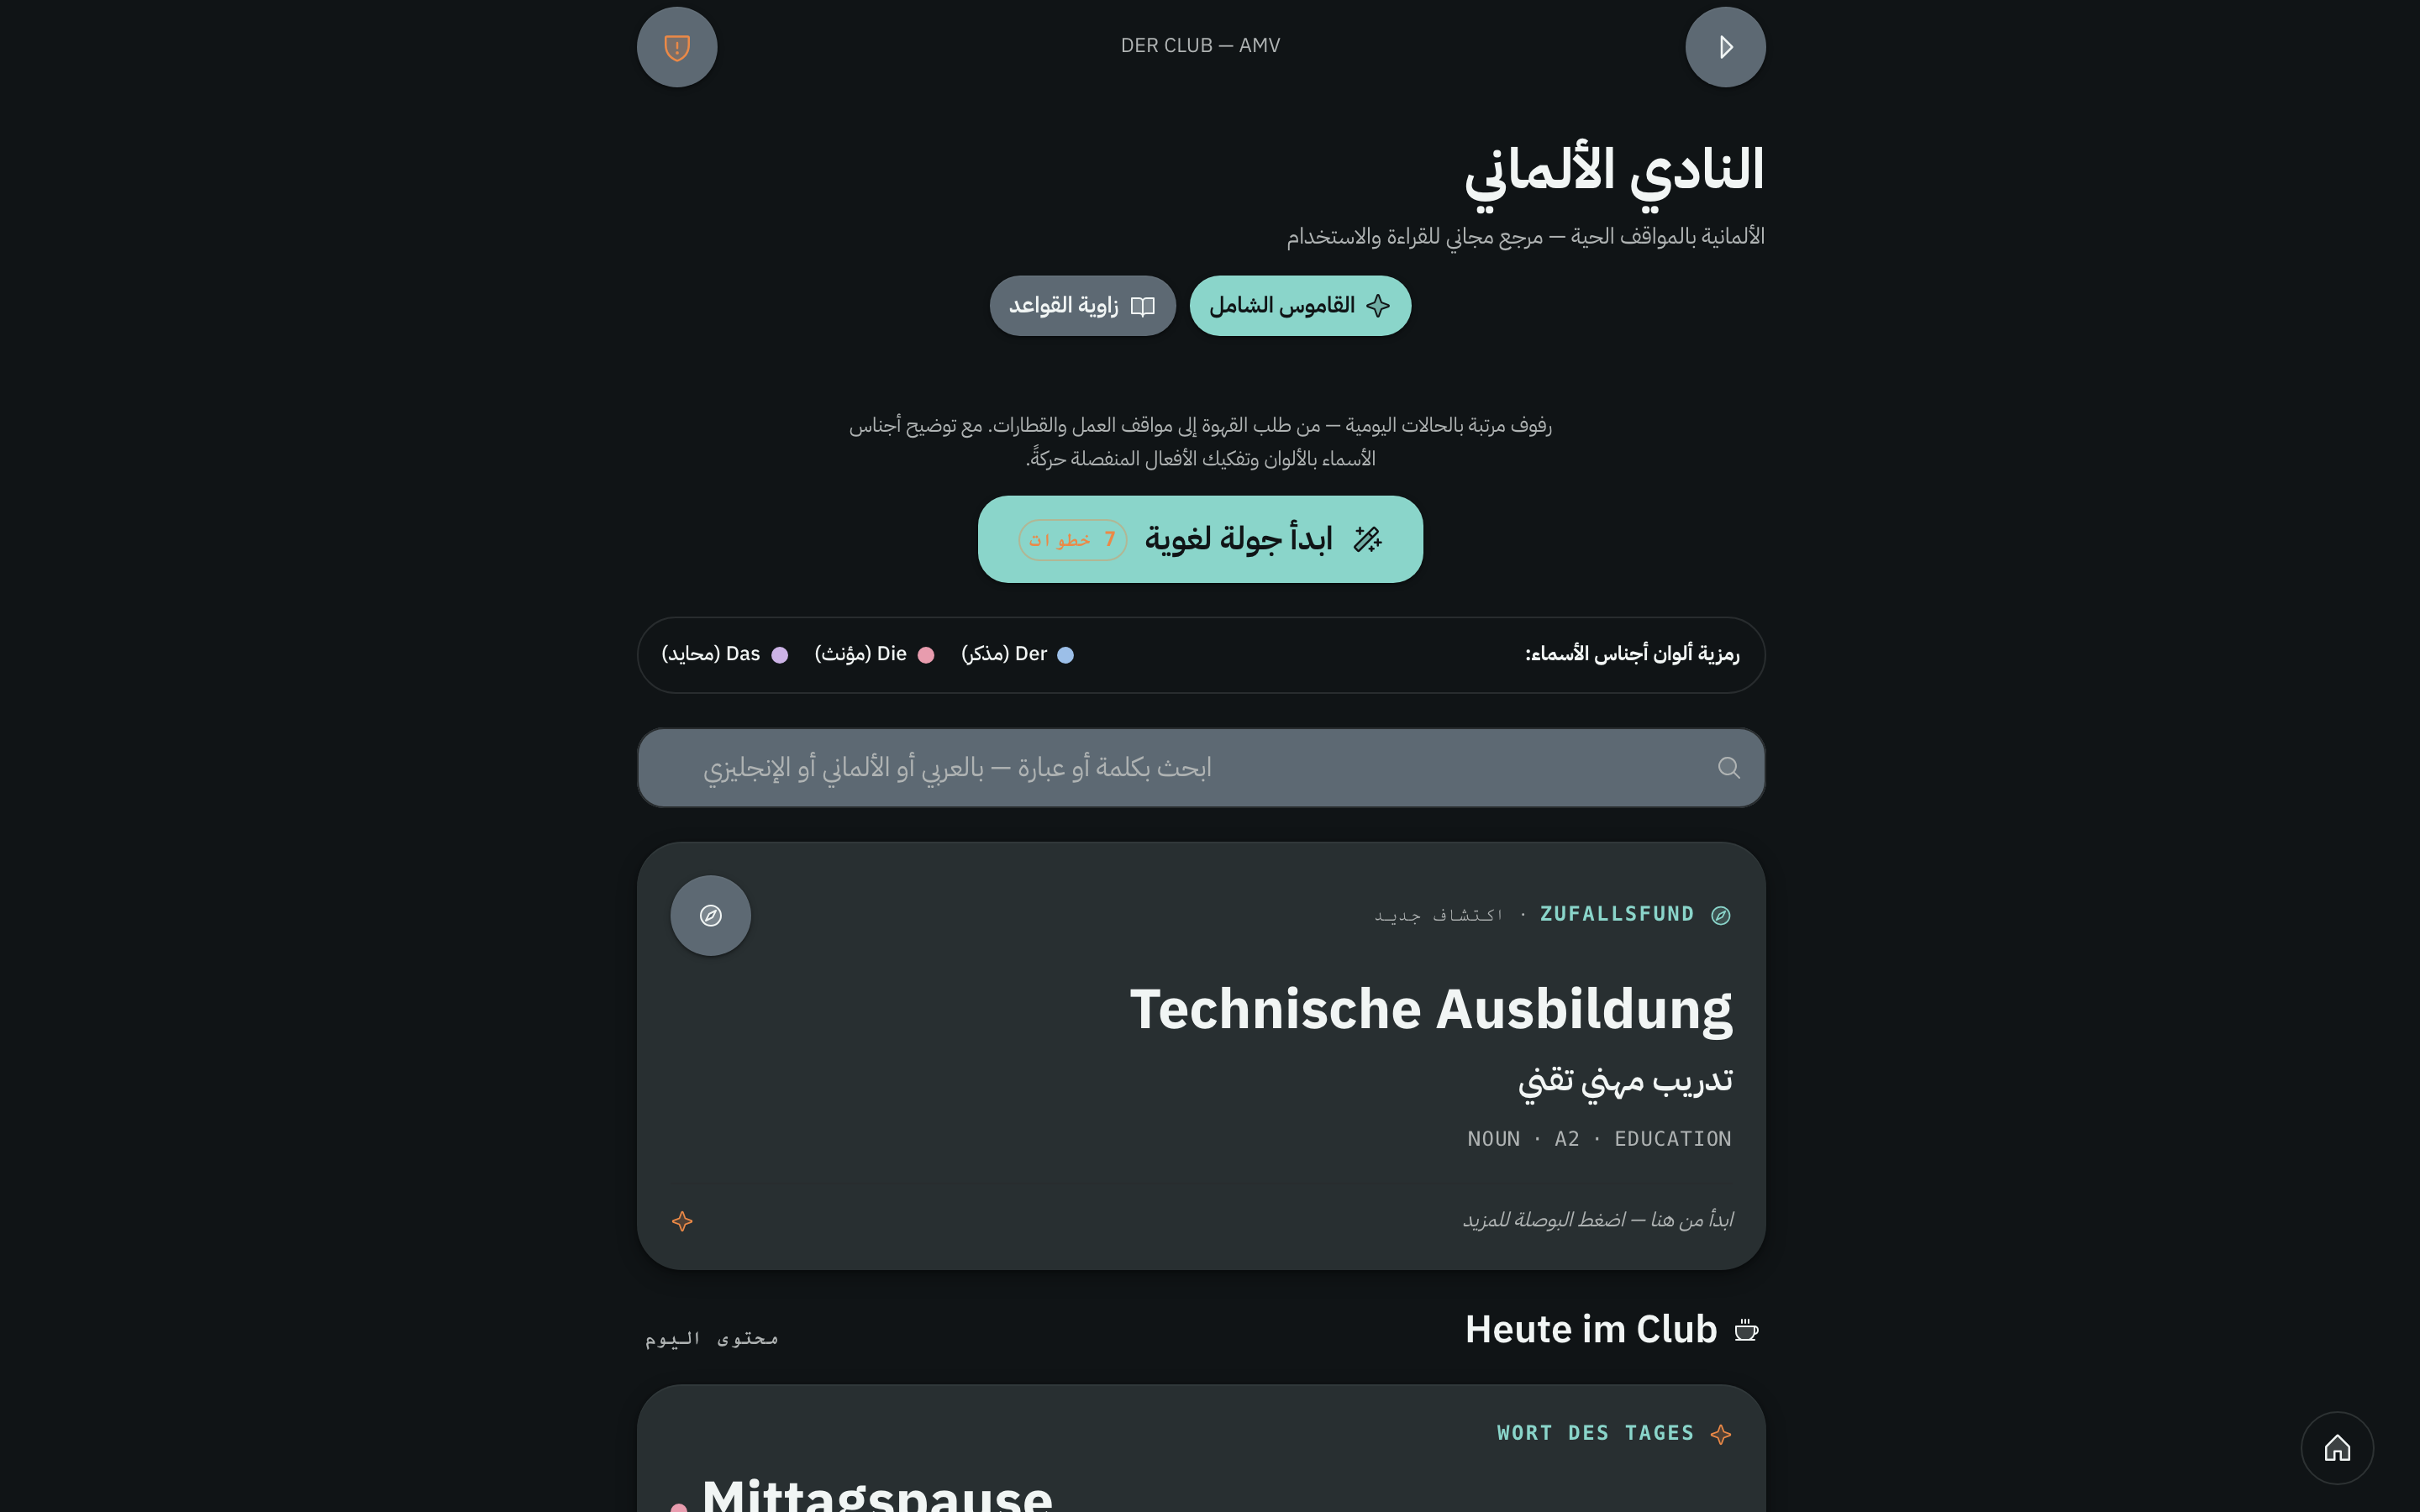 DER CLUB — AMV
النادي الألماني
الألمانية بالمواقف الحية — مرجع مجاني للقراءة والاستخدام
القاموس الشامل
زاوية القواعد
رفوف مرتبة بالحالات اليومية — من طلب القهوة إلى مواقف العمل والقطارات. مع توضيح أجناس
الأسماء بالألوان وتفكيك الأفعال المنفصلة حركةً.
ابدأ جولة لغوية 7 خطوات
رمزية ألوان أجناس الأسماء: Der (مذكر) Die (مؤنث) Das (محايد)
ابحث بكلمة أو عبارة — بالعربي أو الألماني أو الإنجليزي
ZUFALLSFUND · اكتشاف جديد
Technische Ausbildung
تدريب مهني تقني
NOUN · A2 · EDUCATION
ابدأ من هنا — اضغط البوصلة للمزيد
Heute im Club
محتوى اليوم
WORT DES TAGES
Mittagspause